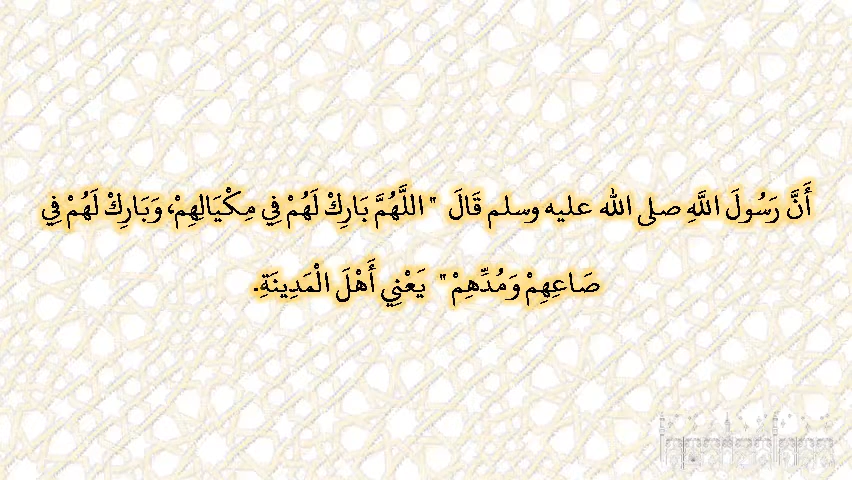 أَنَّ رَسُولَ اللَّهِ صلى الله عليه وسلم قَالَ " اللَّهُمَّ بَارِكْ لَهُمْ فِي مِكْيَالِهِمْ، وَبَارِكْ لَهُمْ فِي
صَاعِهِمْ وَمُدِّهِمْ " يَعْنِي أَهْلَ الْمَدِينَةِ.